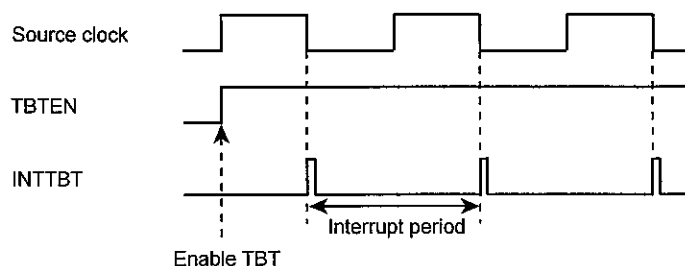 Source clock
TBTEN
INTTBT
Interrupt period
Enable TBT